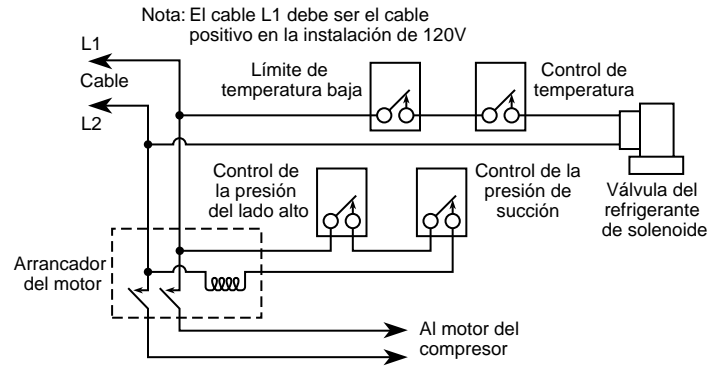 Nota: El cable L1 debe ser el cable
positivo en la instalación de 120V
L1
Cable
L2
Límite de
temperatura baja
Control de
temperatura
Control de
la presión
del lado alto
Control de la
presión de
succión
Válvula del
refrigerante
de solenoide
Arrancador
del motor
Al motor del
compresor